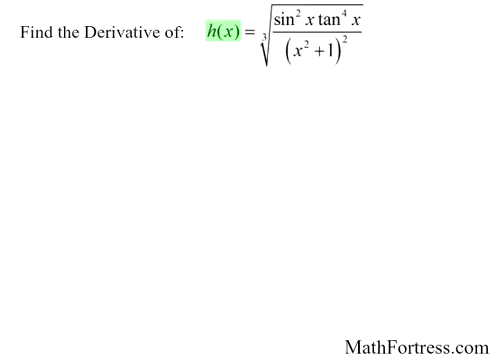 Find the Derivative of: h(x) = ∛(sin² x tan⁴ x / (x² + 1)²)
MathFortress.com